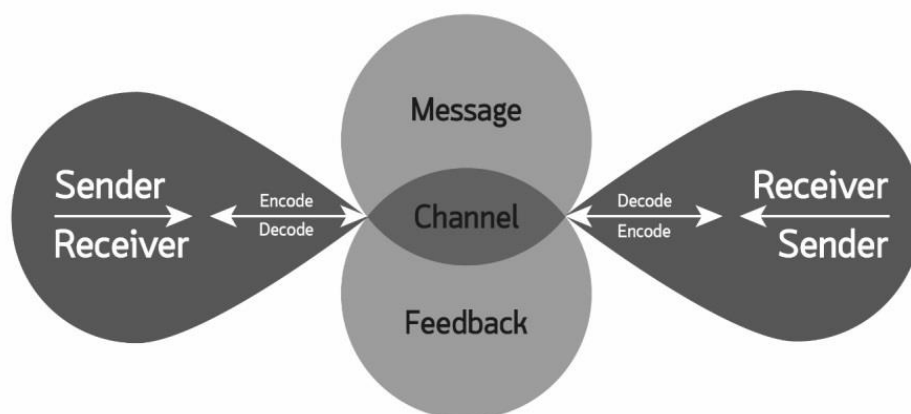 Message
Sender
Receiver
Encode
Decode
Channel
Decode
Encode
Receiver
Sender
Feedback